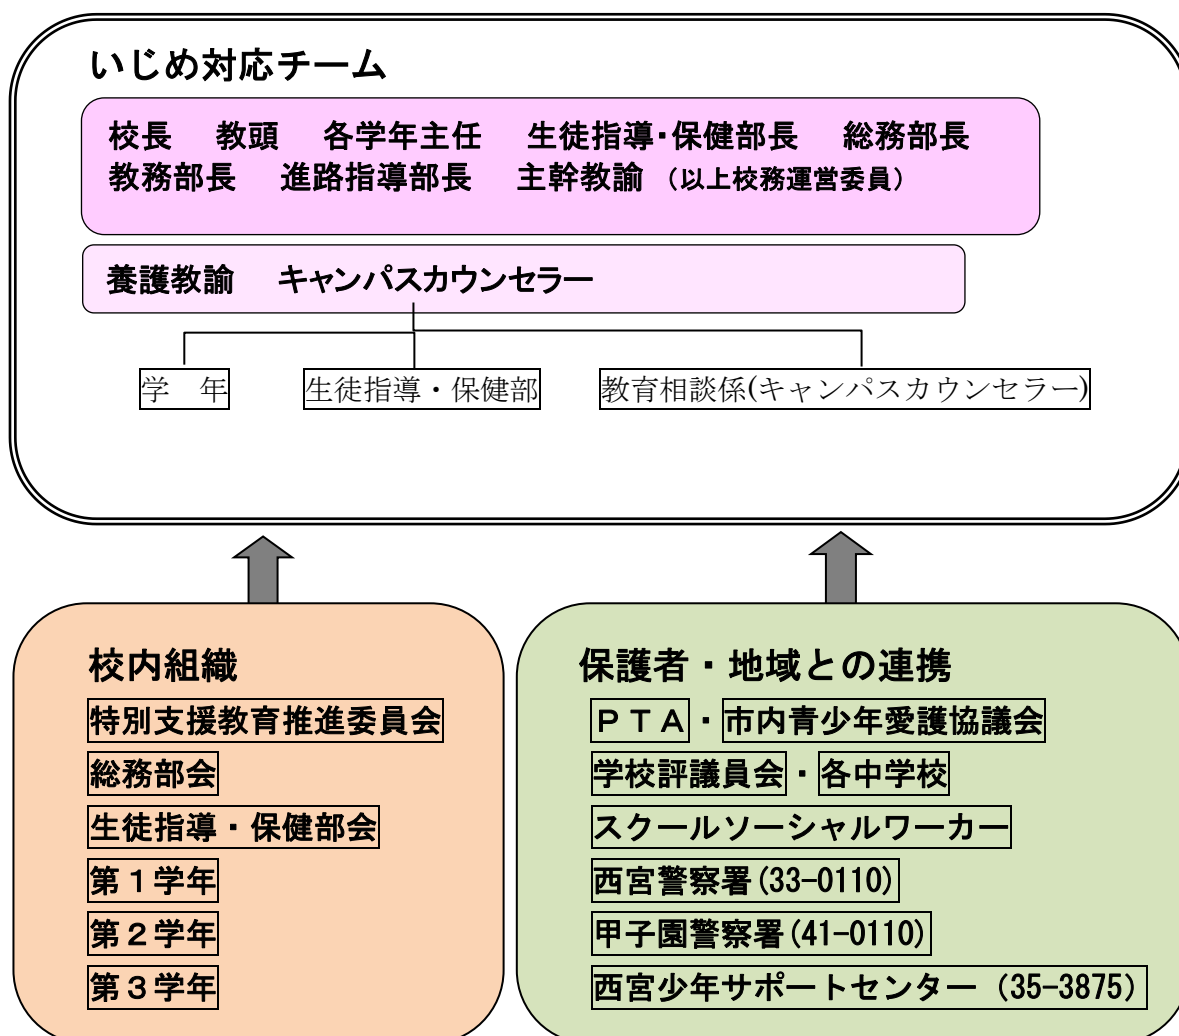 いじめ対応チーム
校長　教頭　各学年主任　生徒指導・保健部長　総務部長
教務部長　進路指導部長　主幹教諭（以上校務運営委員）
養護教諭　キャンパスカウンセラー
学　年　生徒指導・保健部　教育相談係(キャンパスカウンセラー)
校内組織
特別支援教育推進委員会
総務部会
生徒指導・保健部会
第１学年
第２学年
第３学年
保護者・地域との連携
ＰＴＡ・市内青少年愛護協議会
学校評議員会・各中学校
スクールソーシャルワーカー
西宮警察署(33-0110)
甲子園警察署(41-0110)
西宮少年サポートセンター（35-3875）